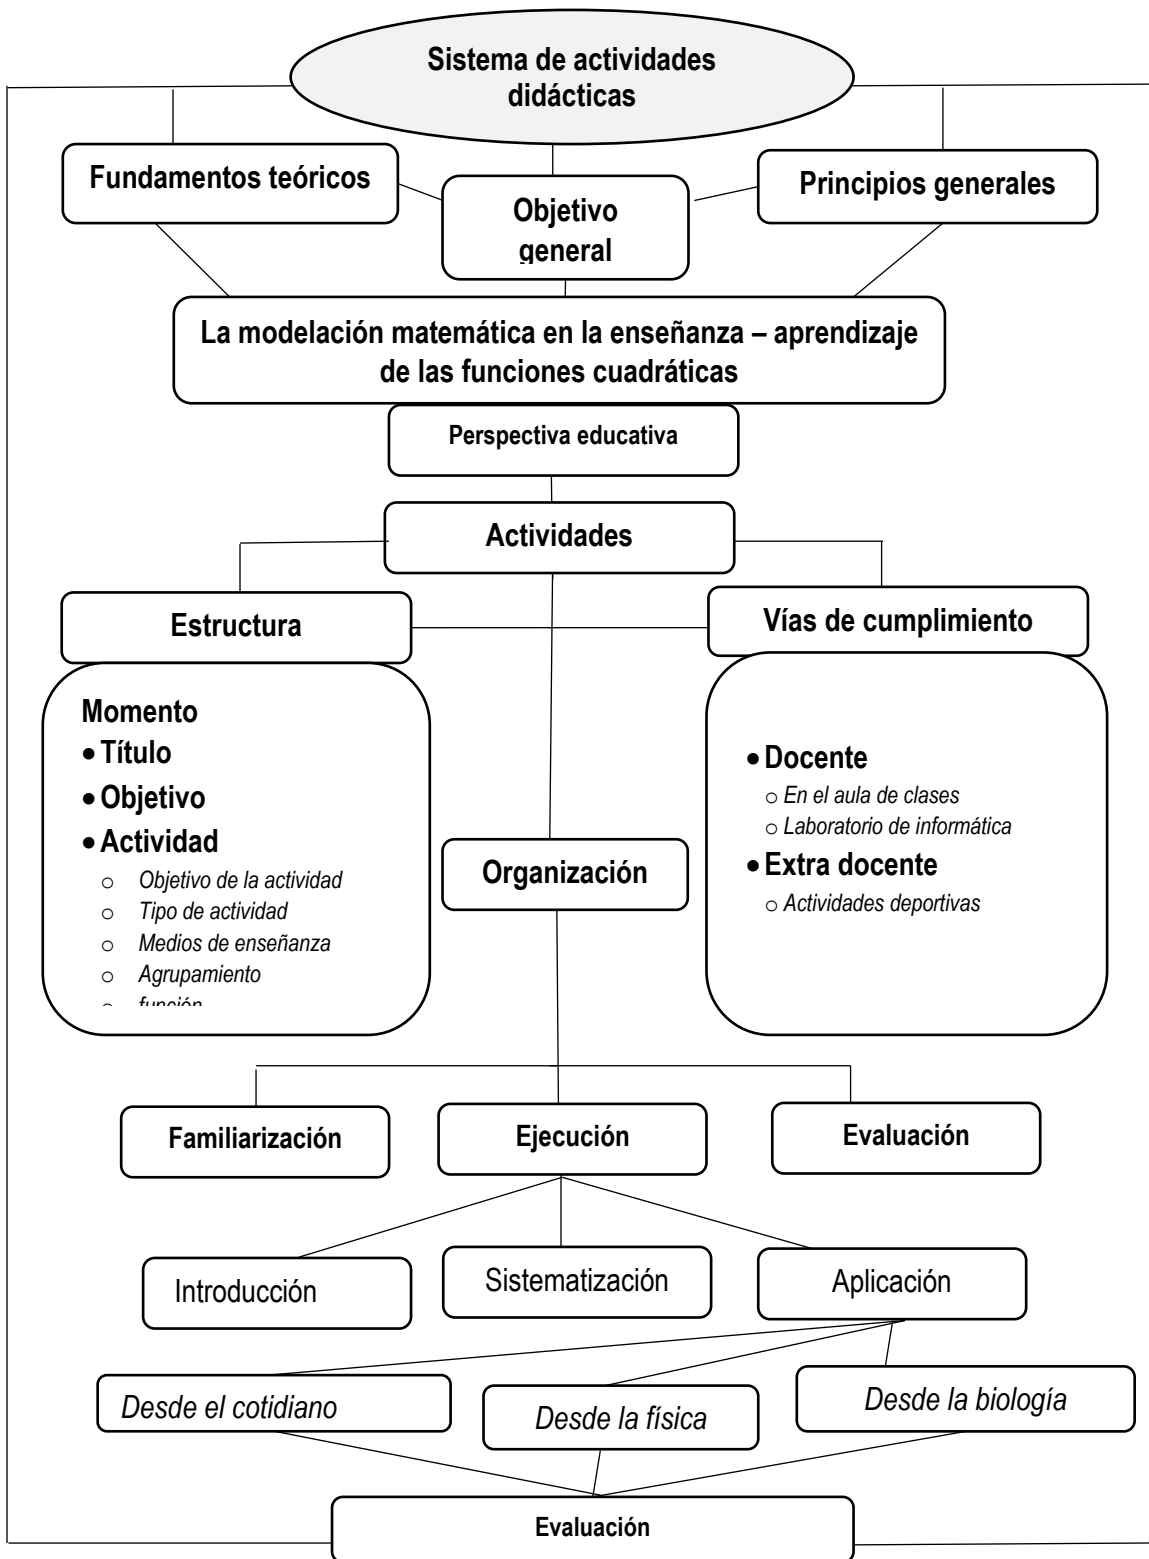 Sistema de actividades
didácticas
Fundamentos teóricos
Objetivo
general
Principios generales
La modelación matemática en la enseñanza – aprendizaje
de las funciones cuadráticas
Perspectiva educativa
Actividades
Estructura
Vías de cumplimiento
Momento
• Título
• Objetivo
• Actividad
o Objetivo de la actividad
o Tipo de actividad
o Medios de enseñanza
o Agrupamiento
o función
• Docente
o En el aula de clases
o Laboratorio de informática
• Extra docente
o Actividades deportivas
Organización
Familiarización
Ejecución
Evaluación
Introducción
Sistematización
Aplicación
Desde el cotidiano
Desde la física
Desde la biología
Evaluación